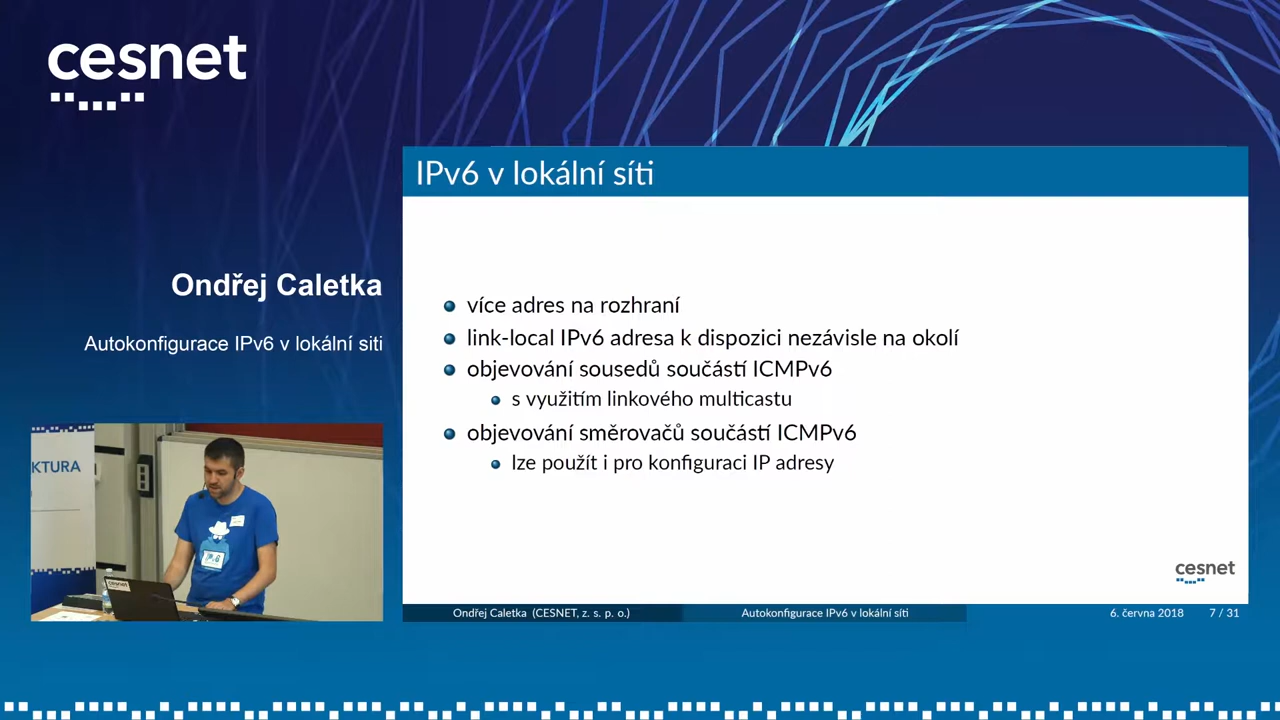 cesnet
Ondřej Caletka
Autokonfigurace IPv6 v lokální siti
KTURA
IPv6 v lokální síti
více adres na rozhraní
link-local IPv6 adresa k dispozici nezávisle na okolí
objevování sousedů součástí ICMPv6
s využitím linkového multicastu
objevování směrovačů součástí ICMPv6
lze použít i pro konfiguraci IP adresy
cesnet
Ondřej Caletka (CESNET, z. s. p. o.)
Autokonfigurace IPv6 v lokální síti
6. června 2018
7 / 31